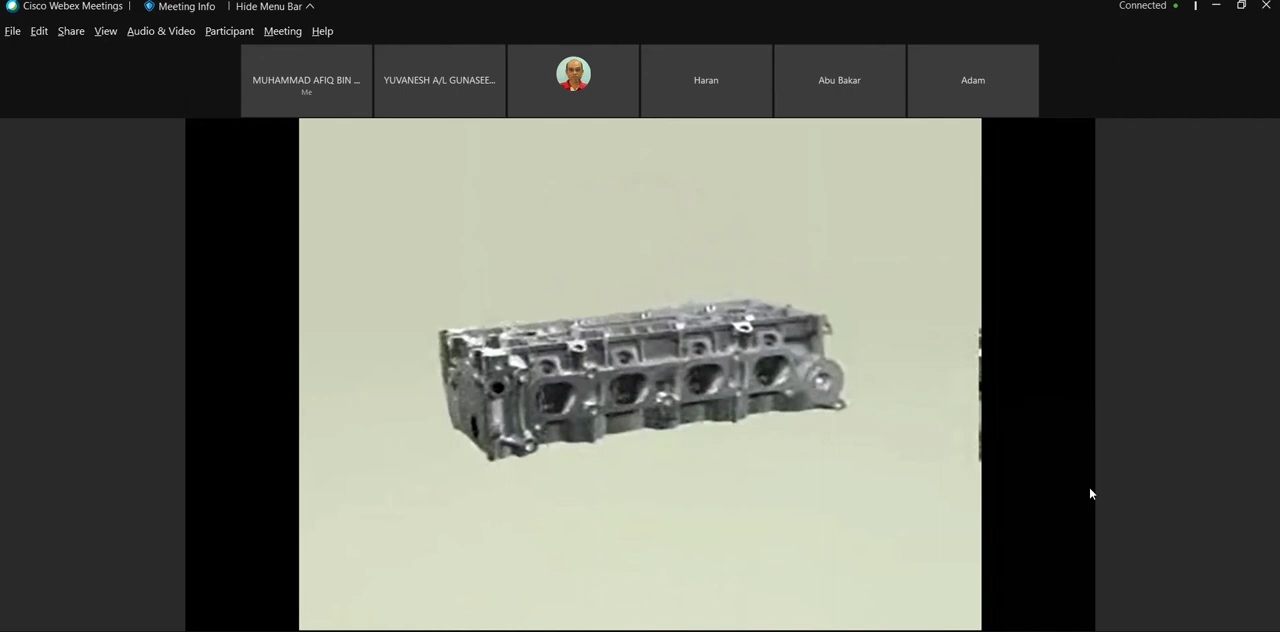 Cisco Webex Meetings | Meeting Info | Hide Menu Bar Connected
File Edit Share View Audio & Video Participant Meeting Help
MUHAMMAD AFIQ BIN ... YUVANESH A/L GUNASEE... Haran Abu Bakar Adam
Me